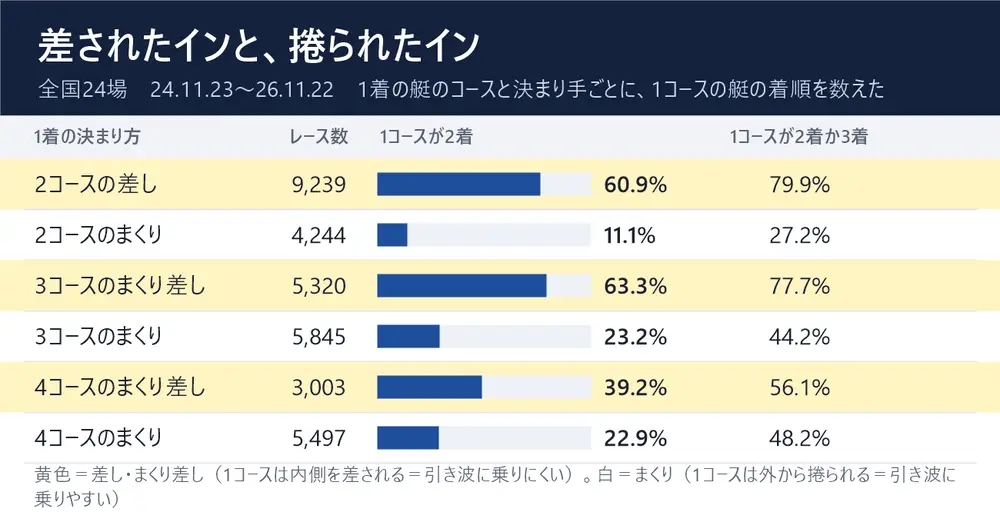 差されたインと、捲られたイン
全国24場 24.11.23～26.11.22 1着の艇のコースと決まり手ごとに、1コースの艇の着順を数えた
1着の決まり方 レース数 1コースが2着 1コースが2着か3着
2コースの差し 9,239 60.9% 79.9%
2コースのまくり 4,244 11.1% 27.2%
3コースのまくり差し 5,320 63.3% 77.7%
3コースのまくり 5,845 23.2% 44.2%
4コースのまくり差し 3,003 39.2% 56.1%
4コースのまくり 5,497 22.9% 48.2%
黄色＝差し・まくり差し（1コースは内側を差される＝引き波に乗りにくい）。白＝まくり（1コースは外から捲られる＝引き波に
乗りやすい）